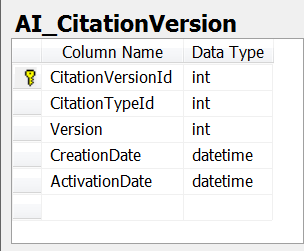 AI_CitationVersion
Column Name Data Type
CitationVersionId int
CitationTypeId int
Version int
CreationDate datetime
ActivationDate datetime